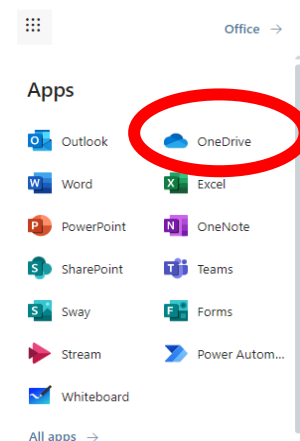 Office →
Apps
Outlook OneDrive
Word Excel
PowerPoint OneNote
SharePoint Teams
Sway Forms
Stream Power Autom...
Whiteboard
All apps →